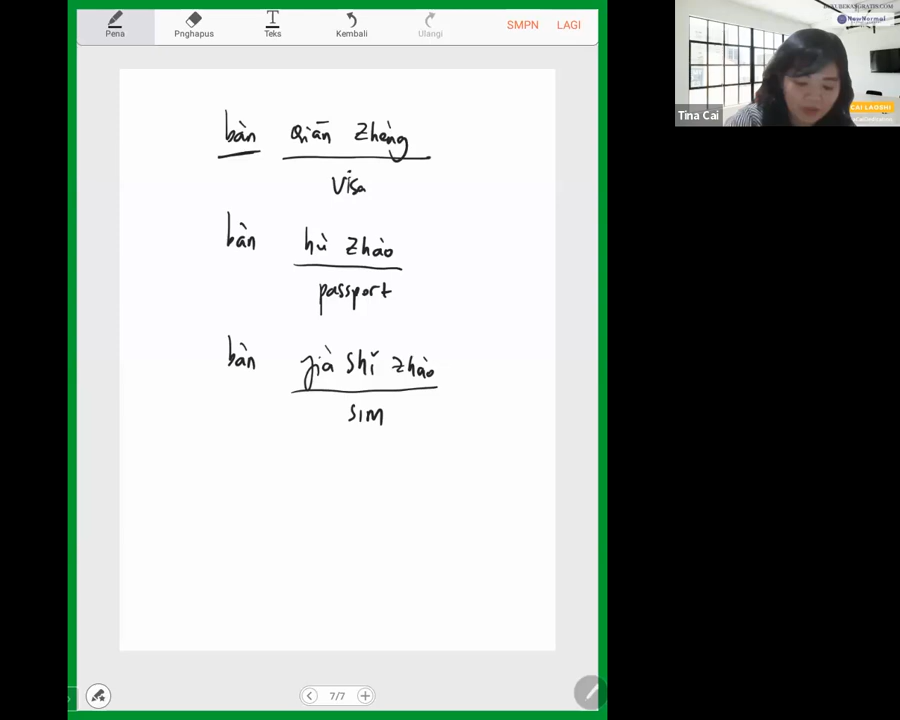 Pena Pnghapus Teks Kembali Ulangi SMPN LAGI
bàn Qiān Zhèng
Visa
bàn hù zhào
passport
bàn jià shǐ zhào
SIM
7/7
NewNormal
CAI LAOSHI
Tina Cai